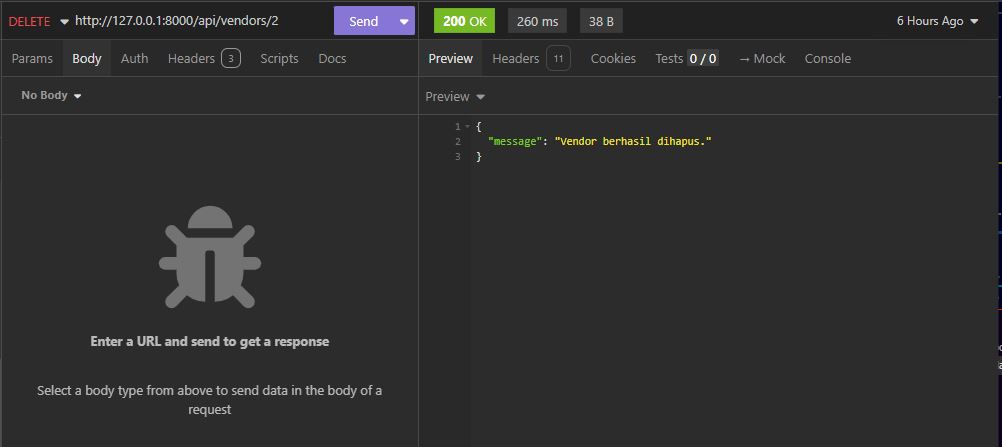 DELETE http://127.0.0.1:8000/api/vendors/2 Send 200 OK 260 ms 38 B 6 Hours Ago
Params Body Auth Headers 3 Scripts Docs Preview Headers 11 Cookies Tests 0 / 0 → Mock Console
No Body Preview
1 {
2 "message": "Vendor berhasil dihapus."
3 }
Enter a URL and send to get a response
Select a body type from above to send data in the body of a
request